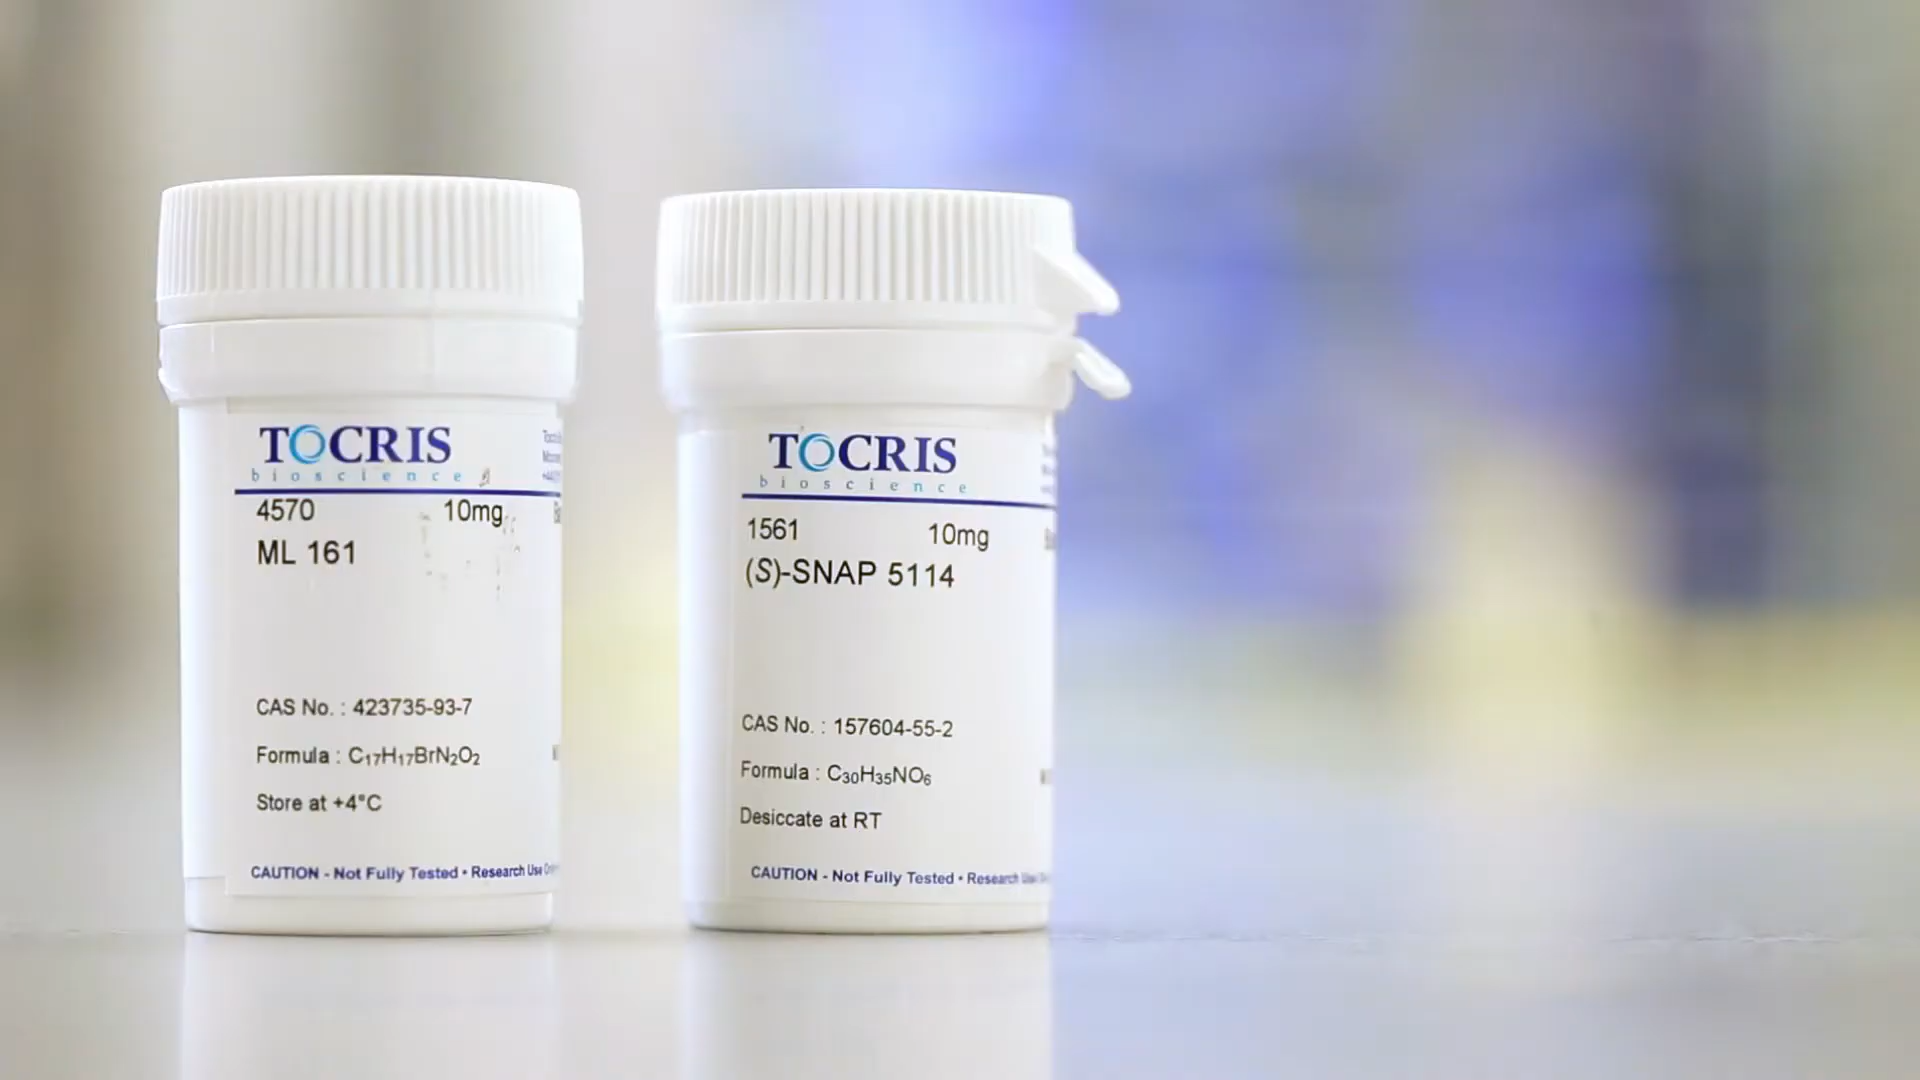 TOCRIS
bioscience
4570 10mg
ML 161
CAS No. : 423735-93-7
Formula : C₁₇H₁₇BrN₂O₂
Store at +4°C
CAUTION - Not Fully Tested • Research Use
TOCRIS
bioscience
1561 10mg
(S)-SNAP 5114
CAS No. : 157604-55-2
Formula : C₃₀H₃₅NO₆
Desiccate at RT
CAUTION - Not Fully Tested • Research Use